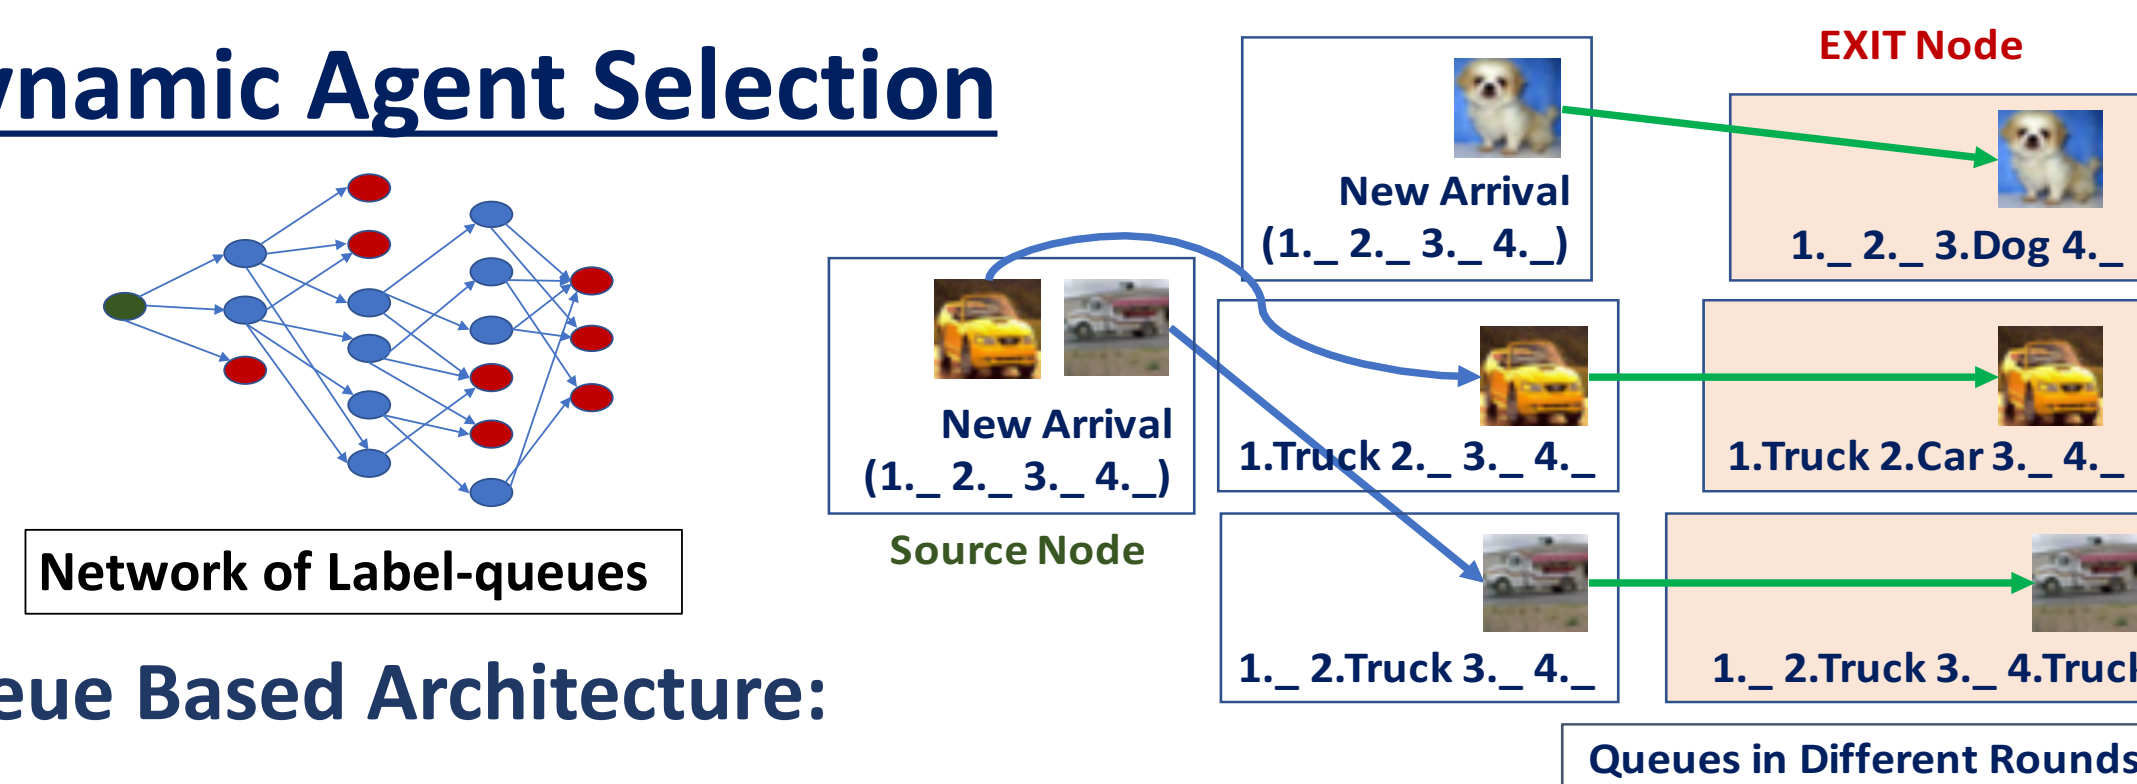 ynamic Agent Selection
EXIT Node
New Arrival
(1._ 2._ 3._ 4._)
1._ 2._ 3.Dog 4._
New Arrival
(1._ 2._ 3._ 4._)
Source Node
1.Truck 2._ 3._ 4._
1.Truck 2.Car 3._ 4._
1._ 2.Truck 3._ 4._
1._ 2.Truck 3._ 4.Truck
Network of Label-queues
eue Based Architecture:
Queues in Different Rounds